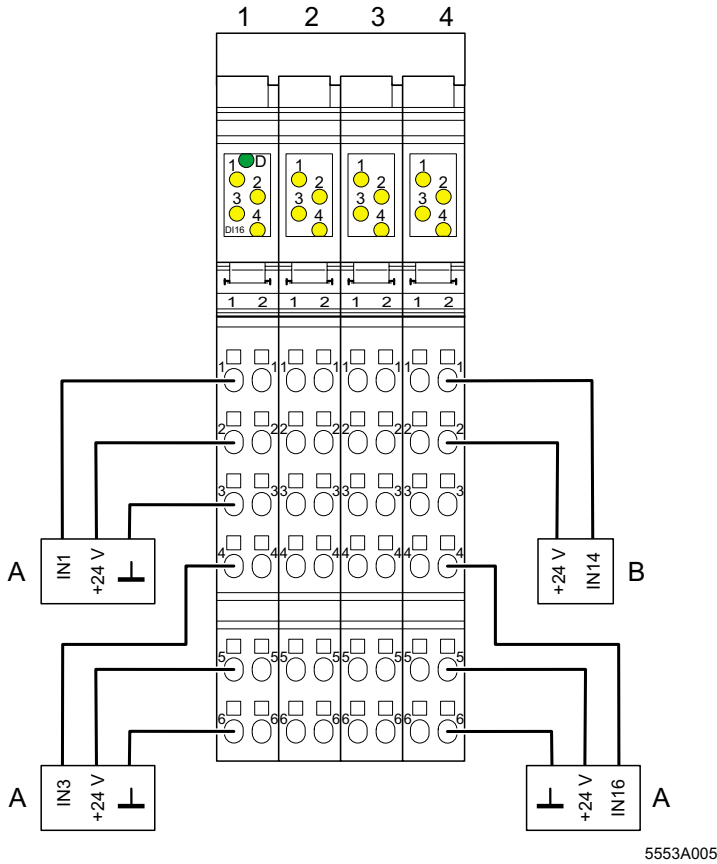 1 2 3 4
1 D 1 1 1
2 2 2 2
3 3 3 3
4 4 4 4
DI16
1 2 1 2 1 2 1 2
1 1 1 1 1 1 1 1
2 2 2 2 2 2 2 2
3 3 3 3 3 3 3 3
4 4 4 4 4 4 4 4
A IN1 +24 V
+24 V IN14 B
5 5 5 5 5 5 5 5
6 6 6 6 6 6 6 6
A IN3 +24 V
+24 V IN16 A
5553A005